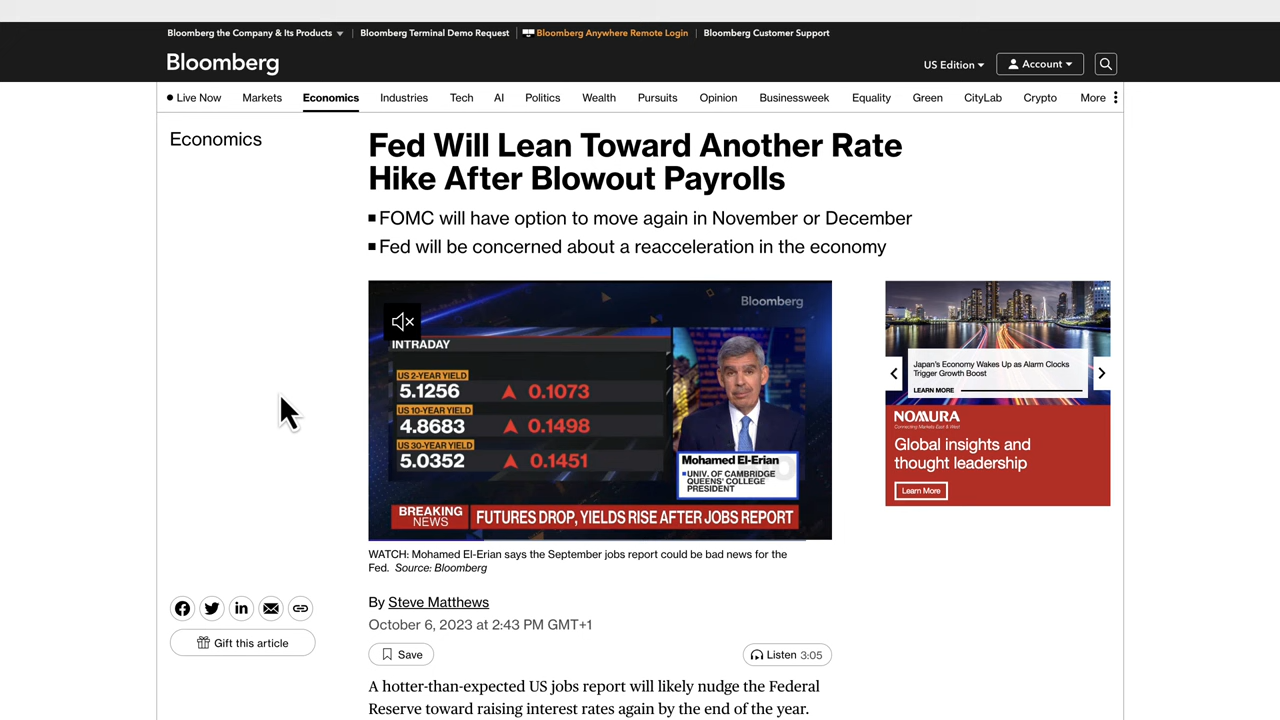 Bloomberg the Company & Its Products
Bloomberg Terminal Demo Request
Bloomberg Anywhere Remote Login
Bloomberg Customer Support
Bloomberg
US Edition
Account
Live Now
Markets
Economics
Industries
Tech
AI
Politics
Wealth
Pursuits
Opinion
Businessweek
Equality
Green
CityLab
Crypto
More
Economics
Fed Will Lean Toward Another Rate
Hike After Blowout Payrolls
FOMC will have option to move again in November or December
Fed will be concerned about a reacceleration in the economy
Bloomberg
INTRADAY
US 2-YEAR YIELD
5.1256 0.1073
US 10-YEAR YIELD
4.8683 0.1498
US 30-YEAR YIELD
5.0352 0.1451
Mohamed El-Erian
UNIV. OF CAMBRIDGE
QUEENS' COLLEGE
PRESIDENT
BREAKING
NEWS
FUTURES DROP, YIELDS RISE AFTER JOBS REPORT
WATCH: Mohamed El-Erian says the September jobs report could be bad news for the
Fed. Source: Bloomberg
Japan's Economy Wakes Up as Alarm Clocks
Trigger Growth Boost
LEARN MORE
NOMURA
Connecting Markets East & West
Global insights and
thought leadership
Learn More
Gift this article
By Steve Matthews
October 6, 2023 at 2:43 PM GMT+1
Save
Listen 3:05
A hotter-than-expected US jobs report will likely nudge the Federal
Reserve toward raising interest rates again by the end of the year.